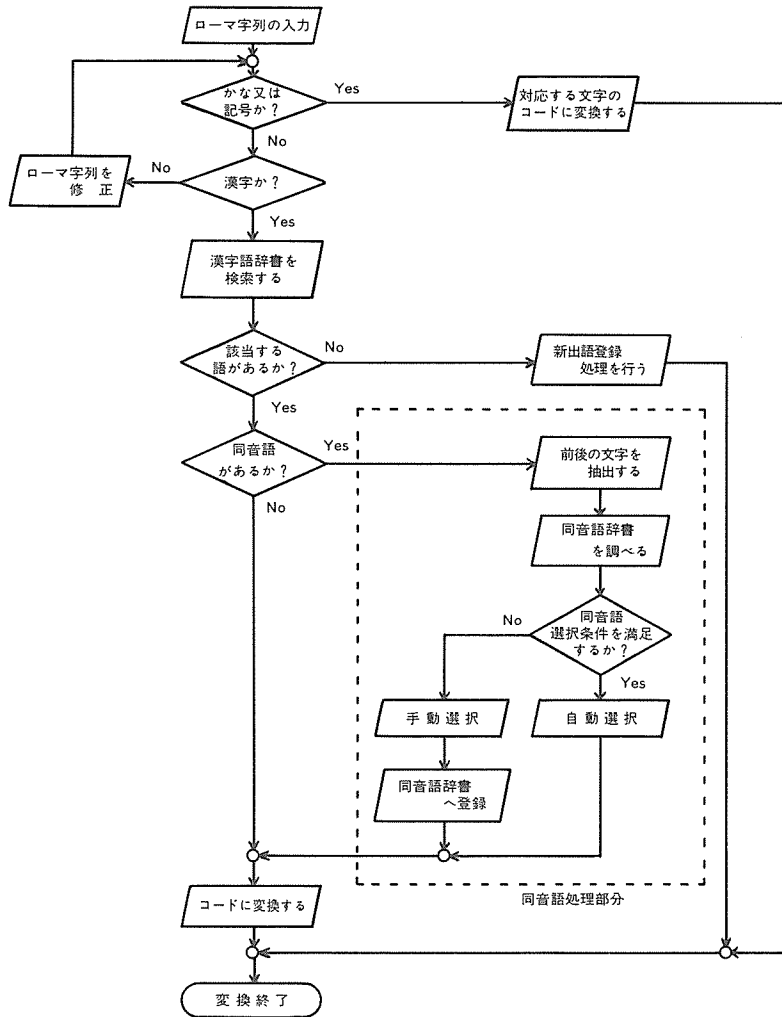 ローマ字列の入力
かな又は
記号か?
Yes
対応する文字の
コードに変換する
No
ローマ字列を
修 正
No
漢字か?
Yes
漢字語辞書を
検索する
該当する
語があるか?
No
新出語登録
処理を行う
Yes
同音語
があるか?
Yes
前後の文字を
抽出する
No
同音語辞書
を調べる
同音語
選択条件を満足
するか?
No
Yes
手動選択
自動選択
同音語辞書
へ登録
コードに変換する
同音語処理部分
変換終了